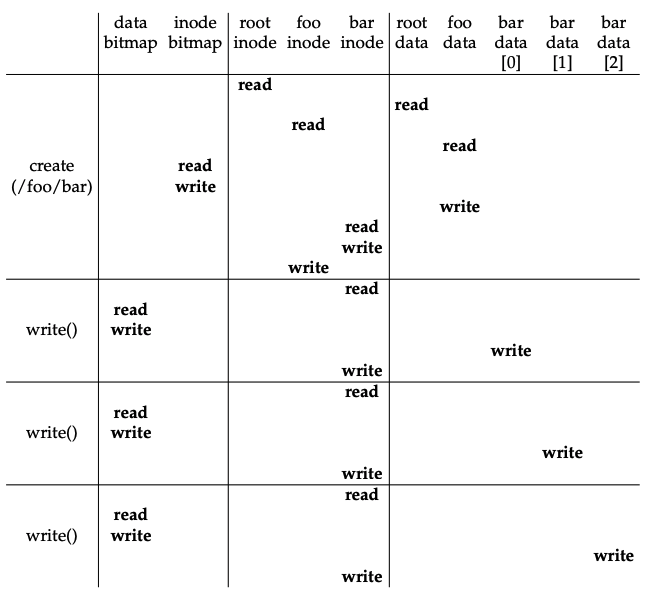 data inode root foo bar root foo bar bar bar
bitmap bitmap inode inode inode data data data data data
[0] [1] [2]
read
read
read
read
create read
(/foo/bar) write
write
read
write
write
read
read
write() write
write
write
read
read
write() write
write
write
read
read
write() write
write
write